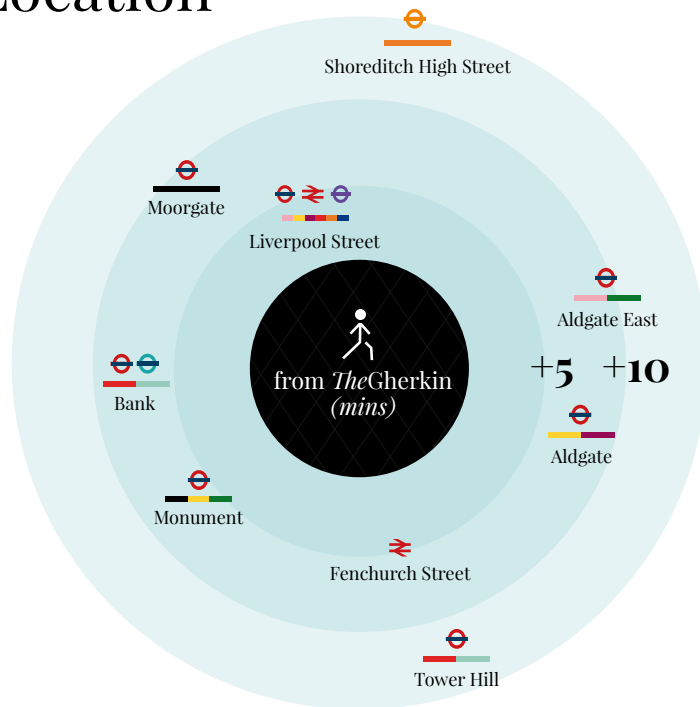 Location
Shoreditch High Street
Moorgate
Liverpool Street
Aldgate East
from TheGherkin
(mins)
+5 +10
Bank
Aldgate
Monument
Fenchurch Street
Tower Hill